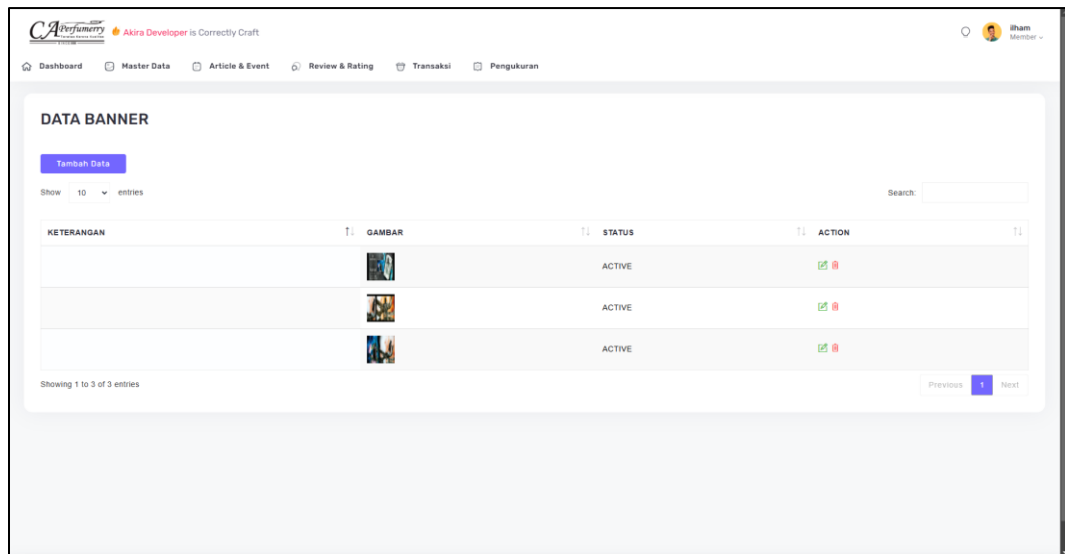 CAPerfumerry
Akira Developer is Correctly Craft
ilham
Member
Dashboard Master Data Article & Event Review & Rating Transaksi Pengukuran
DATA BANNER
Tambah Data
Show 10 entries
Search:
KETERANGAN GAMBAR STATUS ACTION
ACTIVE
ACTIVE
ACTIVE
Showing 1 to 3 of 3 entries
Previous 1 Next